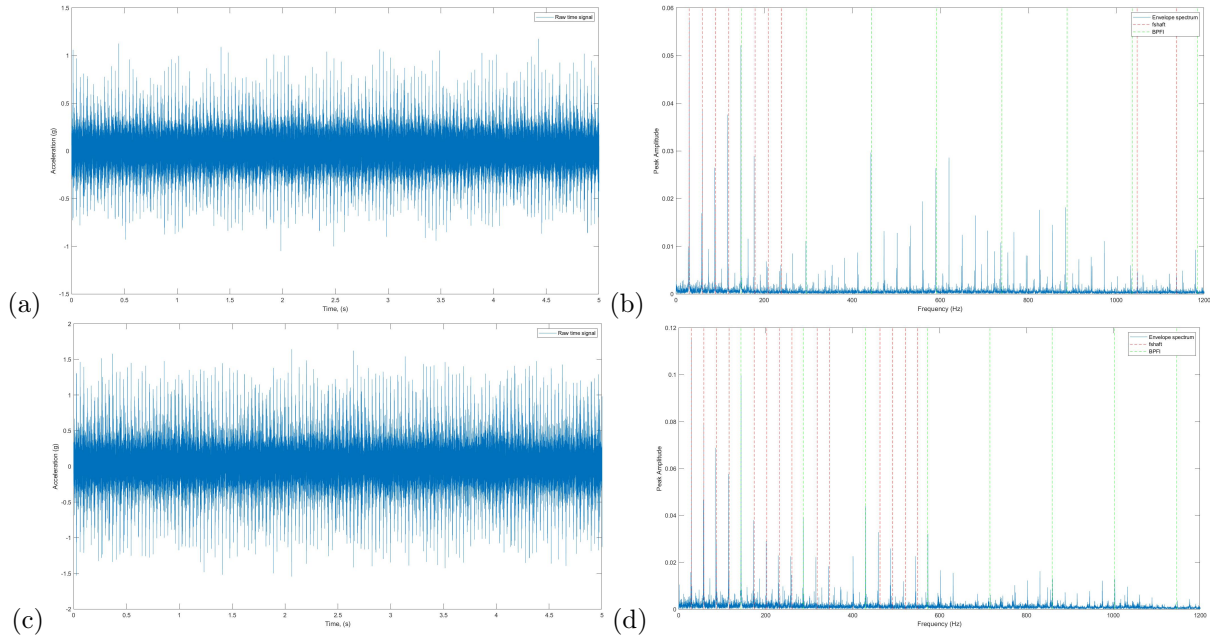 1.5
1
0.5
0
-0.5
-1
-1.5
0 0.5 1 1.5 2 2.5 3 3.5 4 4.5 5
Acceleration (g)
Time, (s)
Raw time signal
(a)
0.06
0.05
0.04
0.03
0.02
0.01
0
0 200 400 600 800 1000 1200
Peak Amplitude
Frequency (Hz)
Envelope spectrum
fshaft
BPFI
(b)
2
1.5
1
0.5
0
-0.5
-1
-1.5
-2
0 0.5 1 1.5 2 2.5 3 3.5 4 4.5 5
Acceleration (g)
Time, (s)
Raw time signal
(c)
0.12
0.1
0.08
0.06
0.04
0.02
0
0 200 400 600 800 1000 1200
Peak Amplitude
Frequency (Hz)
Envelope spectrum
fshaft
BPFI
(d)